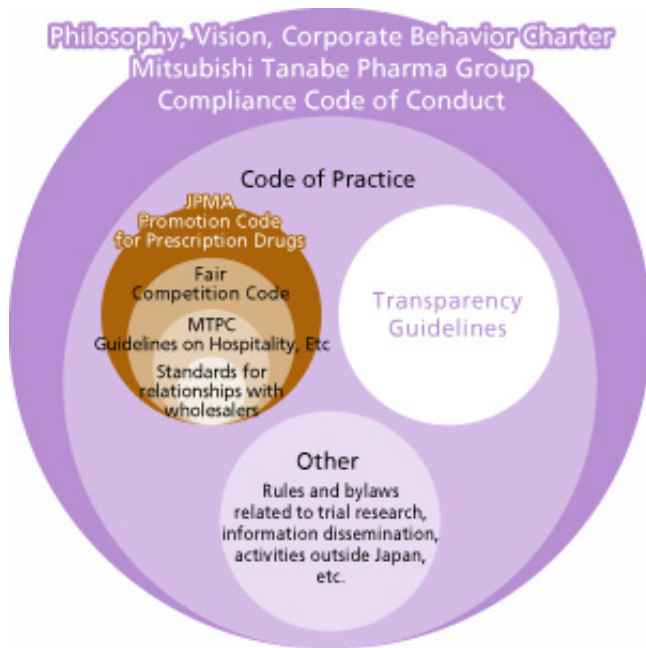 Philosophy, Vision, Corporate Behavior Charter
Mitsubishi Tanabe Pharma Group
Compliance Code of Conduct
Code of Practice
JPMA
Promotion Code
for Prescription Drugs
Fair
Competition Code
MTPC
Guidelines on Hospitality, Etc
Standards for
relationships with
wholesalers
Transparency
Guidelines
Other
Rules and bylaws
related to trial research,
information dissemination,
activities outside Japan,
etc.